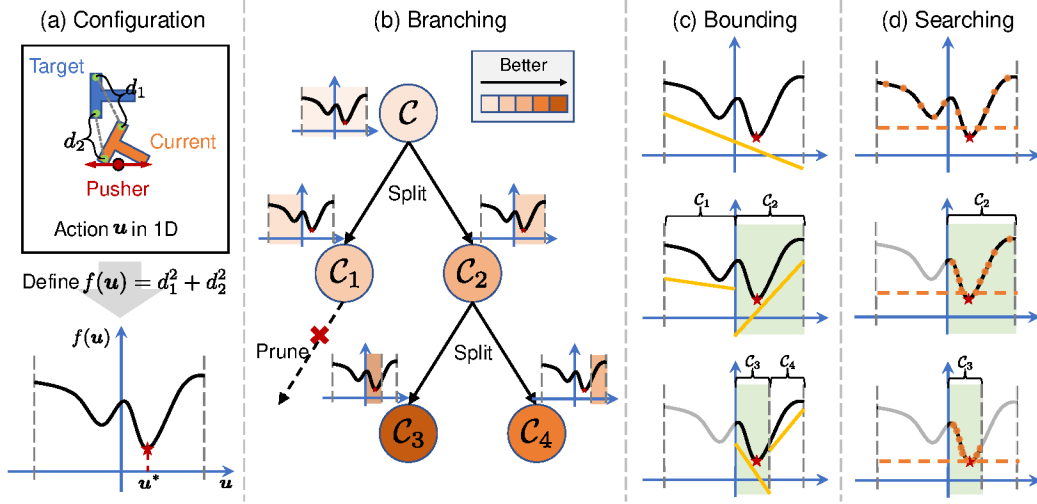 (a) Configuration
Target
d₁
d₂
Current
Pusher
Action u in 1D
Define f(u) = d₁² + d₂²
f(u)
u*
u
(b) Branching
Better
C
Split
C₁
C₂
Prune
Split
C₃
C₄
(c) Bounding
C₁
C₂
C₃
C₄
(d) Searching
C₂
C₃